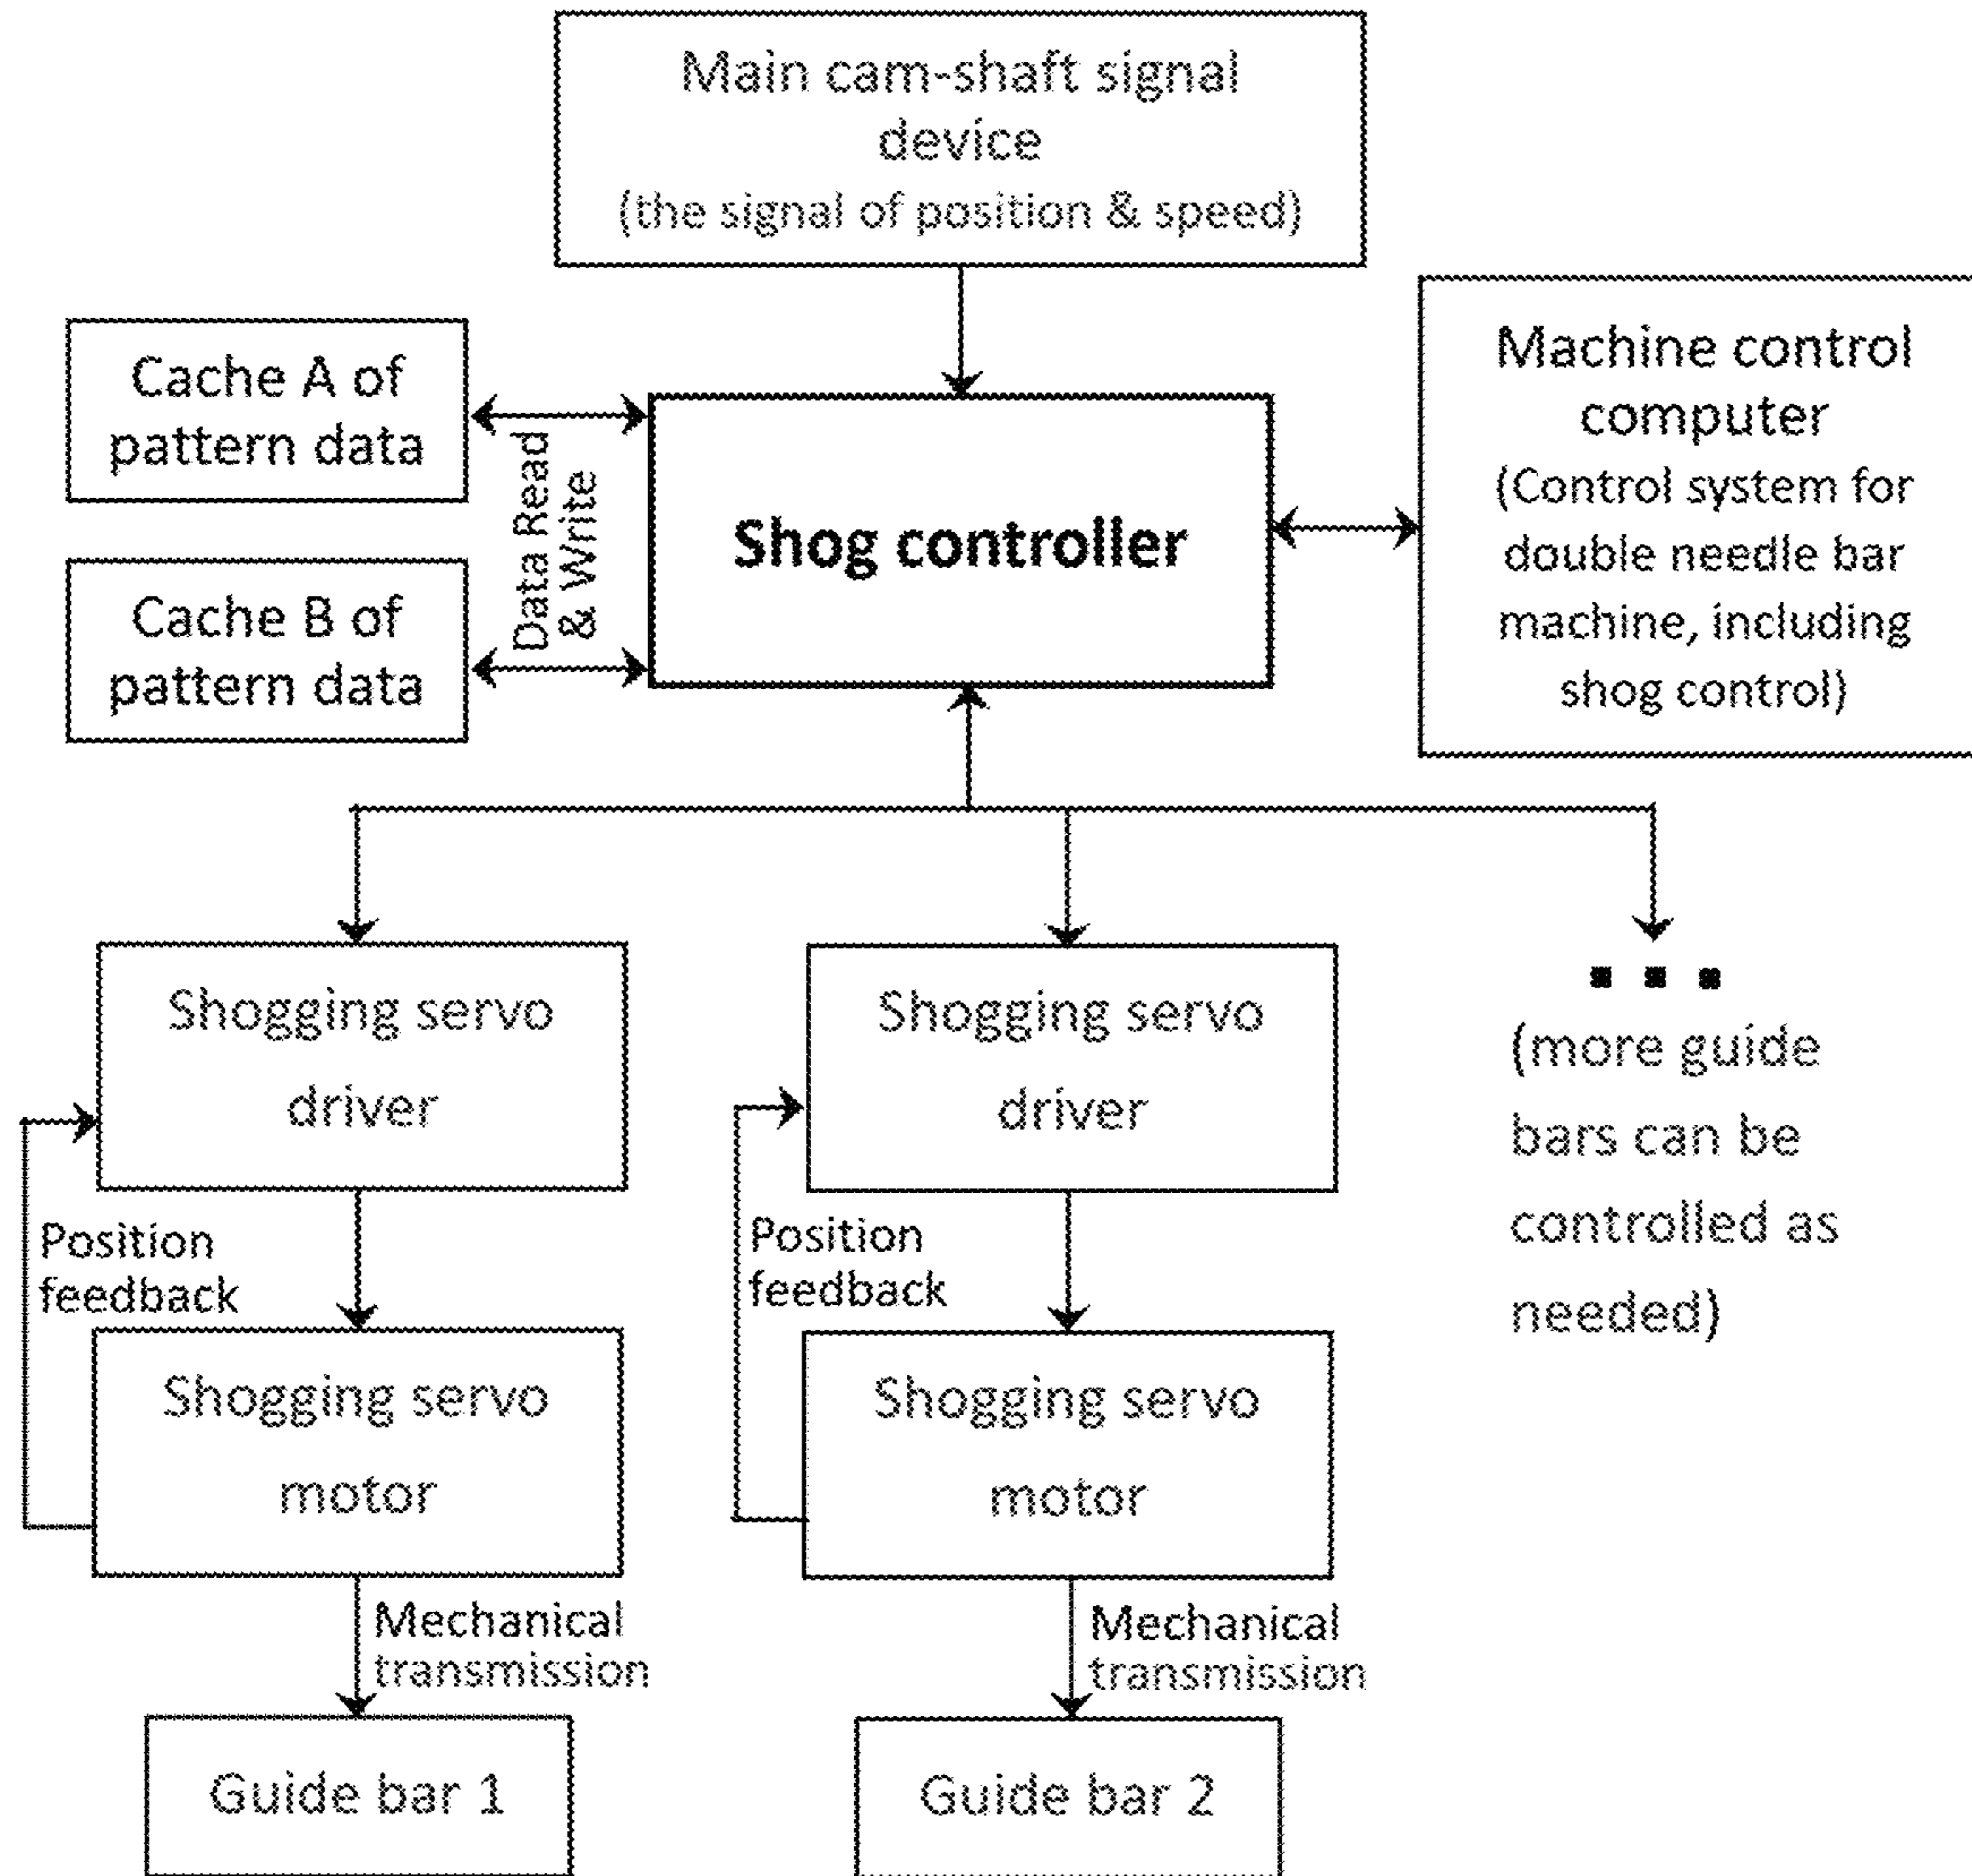 Main cam-shaft signal
device
(the signal of position & speed)
Cache A of
pattern data
Data Read
& Write
Cache B of
pattern data
Shog controller
Machine control
computer
(Control system for
double needle bar
machine, including
shog control)
Shogging servo
driver
Position
feedback
Shogging servo
motor
Mechanical
transmission
Guide bar 1
Shogging servo
driver
Position
feedback
Shogging servo
motor
Mechanical
transmission
Guide bar 2
...
(more guide
bars can be
controlled as
needed)